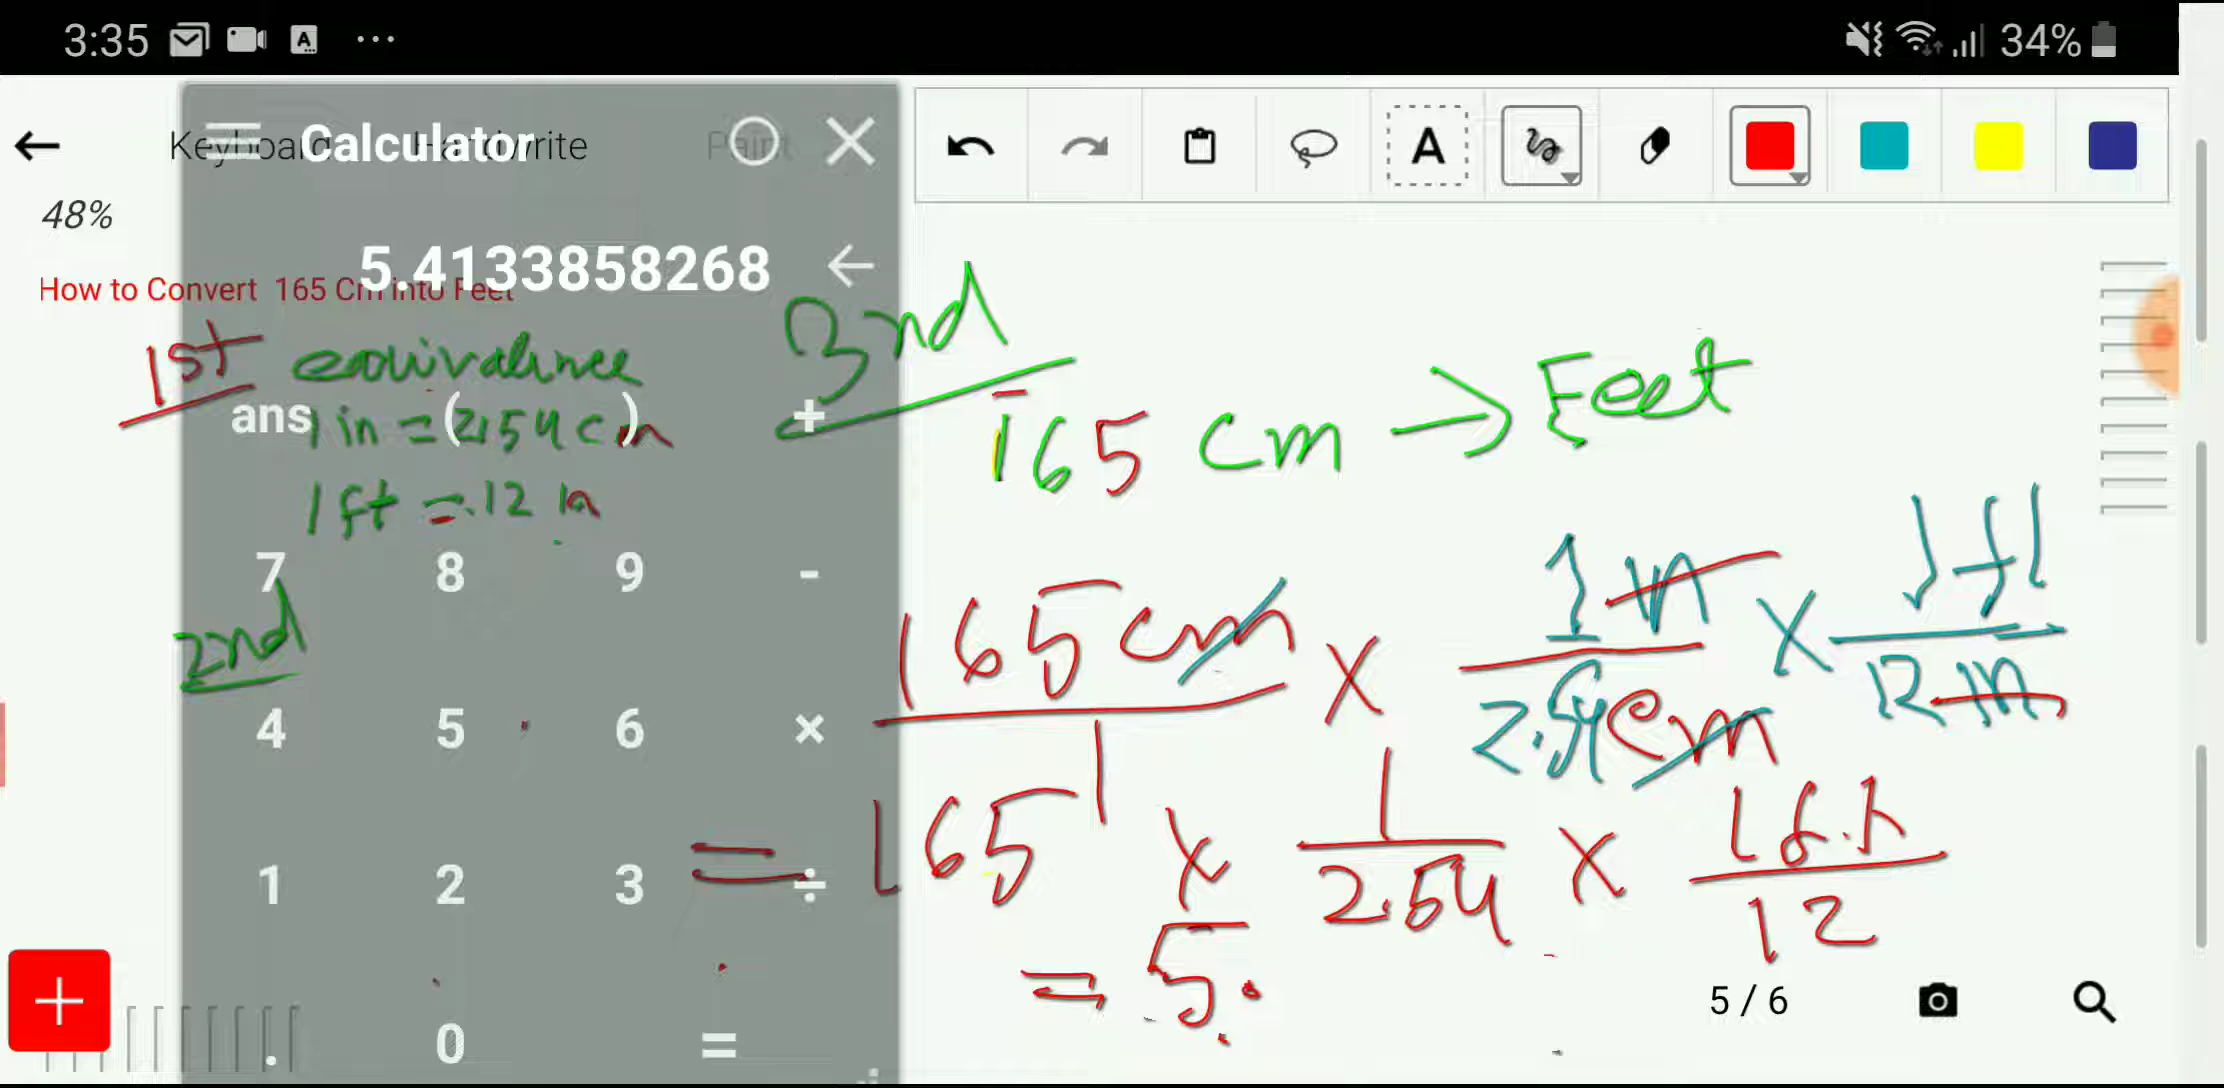 3:35 A ... 34%
Keyboard Handwrite Paint
Calculator
A
48%
5.4133858268
How to Convert 165 Cm into Feet
1st equivalence
3nd
ans ( ) +
1 in = 2.54 cm
165 cm → Feet
1 ft = 12 in
7 8 9 -
2nd
165 cm / 1 × 1 in / 2.54 cm × 1 ft / 12 in
4 5 6 ×
= 165 × 1 / 2.54 × 1 ft / 12
1 2 3 ÷
= 5.
5 / 6
. 0 =